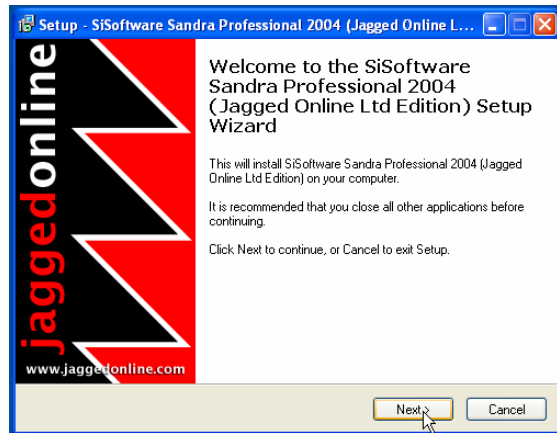 Setup - SiSoftware Sandra Professional 2004 (Jagged Online L...
jaggedonline
www.jaggedonline.com
Welcome to the SiSoftware
Sandra Professional 2004
(Jagged Online Ltd Edition) Setup
Wizard
This will install SiSoftware Sandra Professional 2004 (Jagged
Online Ltd Edition) on your computer.
It is recommended that you close all other applications before
continuing.
Click Next to continue, or Cancel to exit Setup.
Next >
Cancel